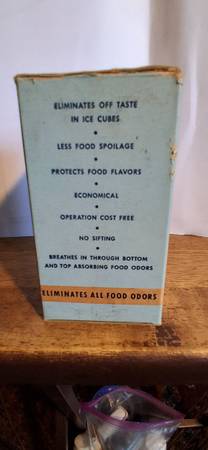 ELIMINATES OFF TASTE
IN ICE CUBES
•
LESS FOOD SPOILAGE
•
PROTECTS FOOD FLAVORS
•
ECONOMICAL
•
OPERATION COST FREE
•
NO SIFTING
•
BREATHES IN THROUGH BOTTOM
AND TOP ABSORBING FOOD ODORS
ELIMINATES ALL FOOD ODORS